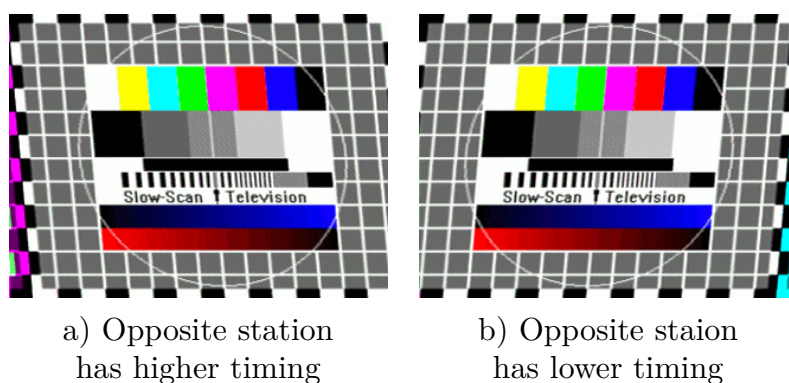 Slow-Scan Television
Slow-Scan Television
a) Opposite station
has higher timing
b) Opposite staion
has lower timing